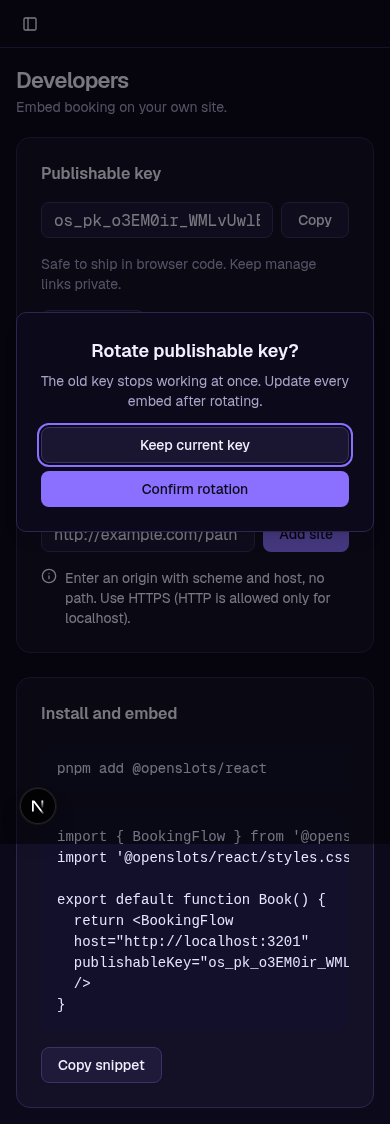 Developers
Embed booking on your own site.
Publishable key
os_pk_o3EM0ir_WMLvUwlE
Copy
Safe to ship in browser code. Keep manage
links private.
Rotate publishable key?
The old key stops working at once. Update every
embed after rotating.
Keep current key
Confirm rotation
http://example.com/path
Add site
Enter an origin with scheme and host, no
path. Use HTTPS (HTTP is allowed only for
localhost).
Install and embed
pnpm add @openslots/react
N
import { BookingFlow } from '@opens
import '@openslots/react/styles.css
export default function Book() {
return <BookingFlow
host="http://localhost:3201"
publishableKey="os_pk_o3EM0ir_WML
/>
}
Copy snippet